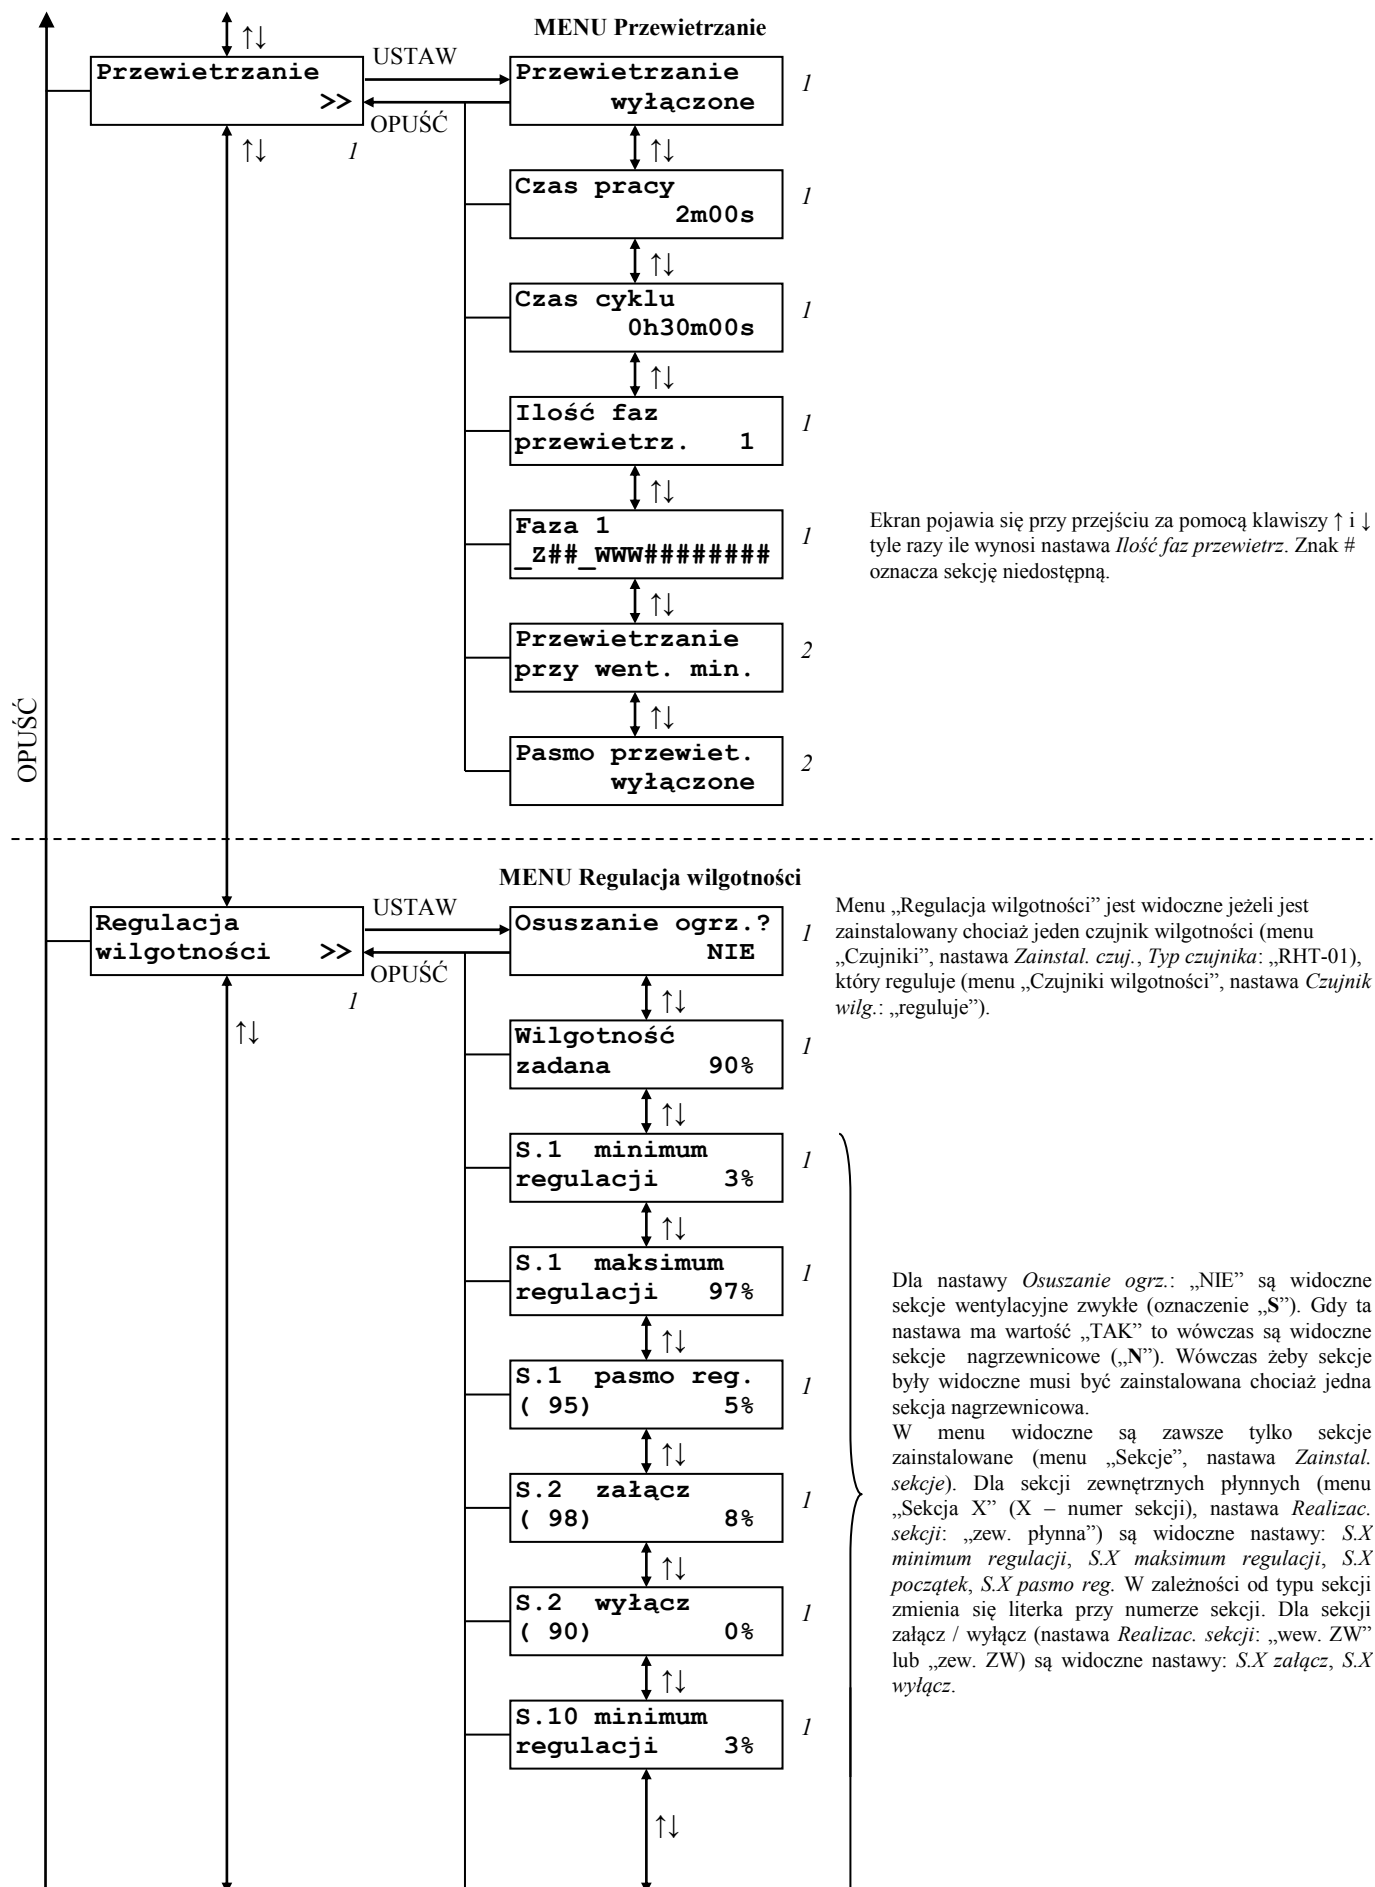 MENU Przewietrzanie
↑↓
Przewietrzanie
>>
USTAW
OPUŚĆ
↑↓
1
Przewietrzanie
wyłączone
1
↑↓
Czas pracy
2m00s
1
↑↓
Czas cyklu
0h30m00s
1
↑↓
Ilość faz
przewietrz. 1
1
↑↓
Faza 1
_Z##_WWW########
1
Ekran pojawia się przy przejściu za pomocą klawiszy ↑ i ↓
tyle razy ile wynosi nastawa Ilość faz przewietrz. Znak #
oznacza sekcję niedostępną.
↑↓
Przewietrzanie
przy went. min.
2
↑↓
Pasmo przewiet.
wyłączone
2
OPUŚĆ
MENU Regulacja wilgotności
Regulacja
wilgotności >>
USTAW
OPUŚĆ
1
↑↓
Osuszanie ogrz.?
NIE
1
Menu „Regulacja wilgotności” jest widoczne jeżeli jest
zainstalowany chociaż jeden czujnik wilgotności (menu
„Czujniki”, nastawa Zainstal. czuj., Typ czujnika: „RHT-01),
który reguluje (menu „Czujniki wilgotności”, nastawa Czujnik
wilg.: „reguluje”).
↑↓
Wilgotność
zadana 90%
1
↑↓
S.1 minimum
regulacji 3%
1
↑↓
S.1 maksimum
regulacji 97%
1
↑↓
S.1 pasmo reg.
( 95) 5%
1
↑↓
S.2 załącz
( 98) 8%
1
↑↓
S.2 wyłącz
( 90) 0%
1
↑↓
S.10 minimum
regulacji 3%
1
↑↓
Dla nastawy Osuszanie ogrz.: „NIE” są widoczne
sekcje wentylacyjne zwykłe (oznaczenie „S”). Gdy ta
nastawa ma wartość „TAK” to wówczas są widoczne
sekcje nagrzewnicowe („N”). Wówczas żeby sekcje
były widoczne musi być zainstalowana chociaż jedna
sekcja nagrzewnicowa.
W menu widoczne są zawsze tylko sekcje
zainstalowane (menu „Sekcje”, nastawa Zainstal.
sekcje). Dla sekcji zewnętrznych płynnych (menu
„Sekcja X” (X – numer sekcji), nastawa Realizac.
sekcji: „zew. płynna”) są widoczne nastawy: S.X
minimum regulacji, S.X maksimum regulacji, S.X
początek, S.X pasmo reg. W zależności od typu sekcji
zmienia się literka przy numerze sekcji. Dla sekcji
załącz / wyłącz (nastawa Realizac. sekcji: „wew. ZW”
lub „zew. ZW) są widoczne nastawy: S.X załącz, S.X
wyłącz.